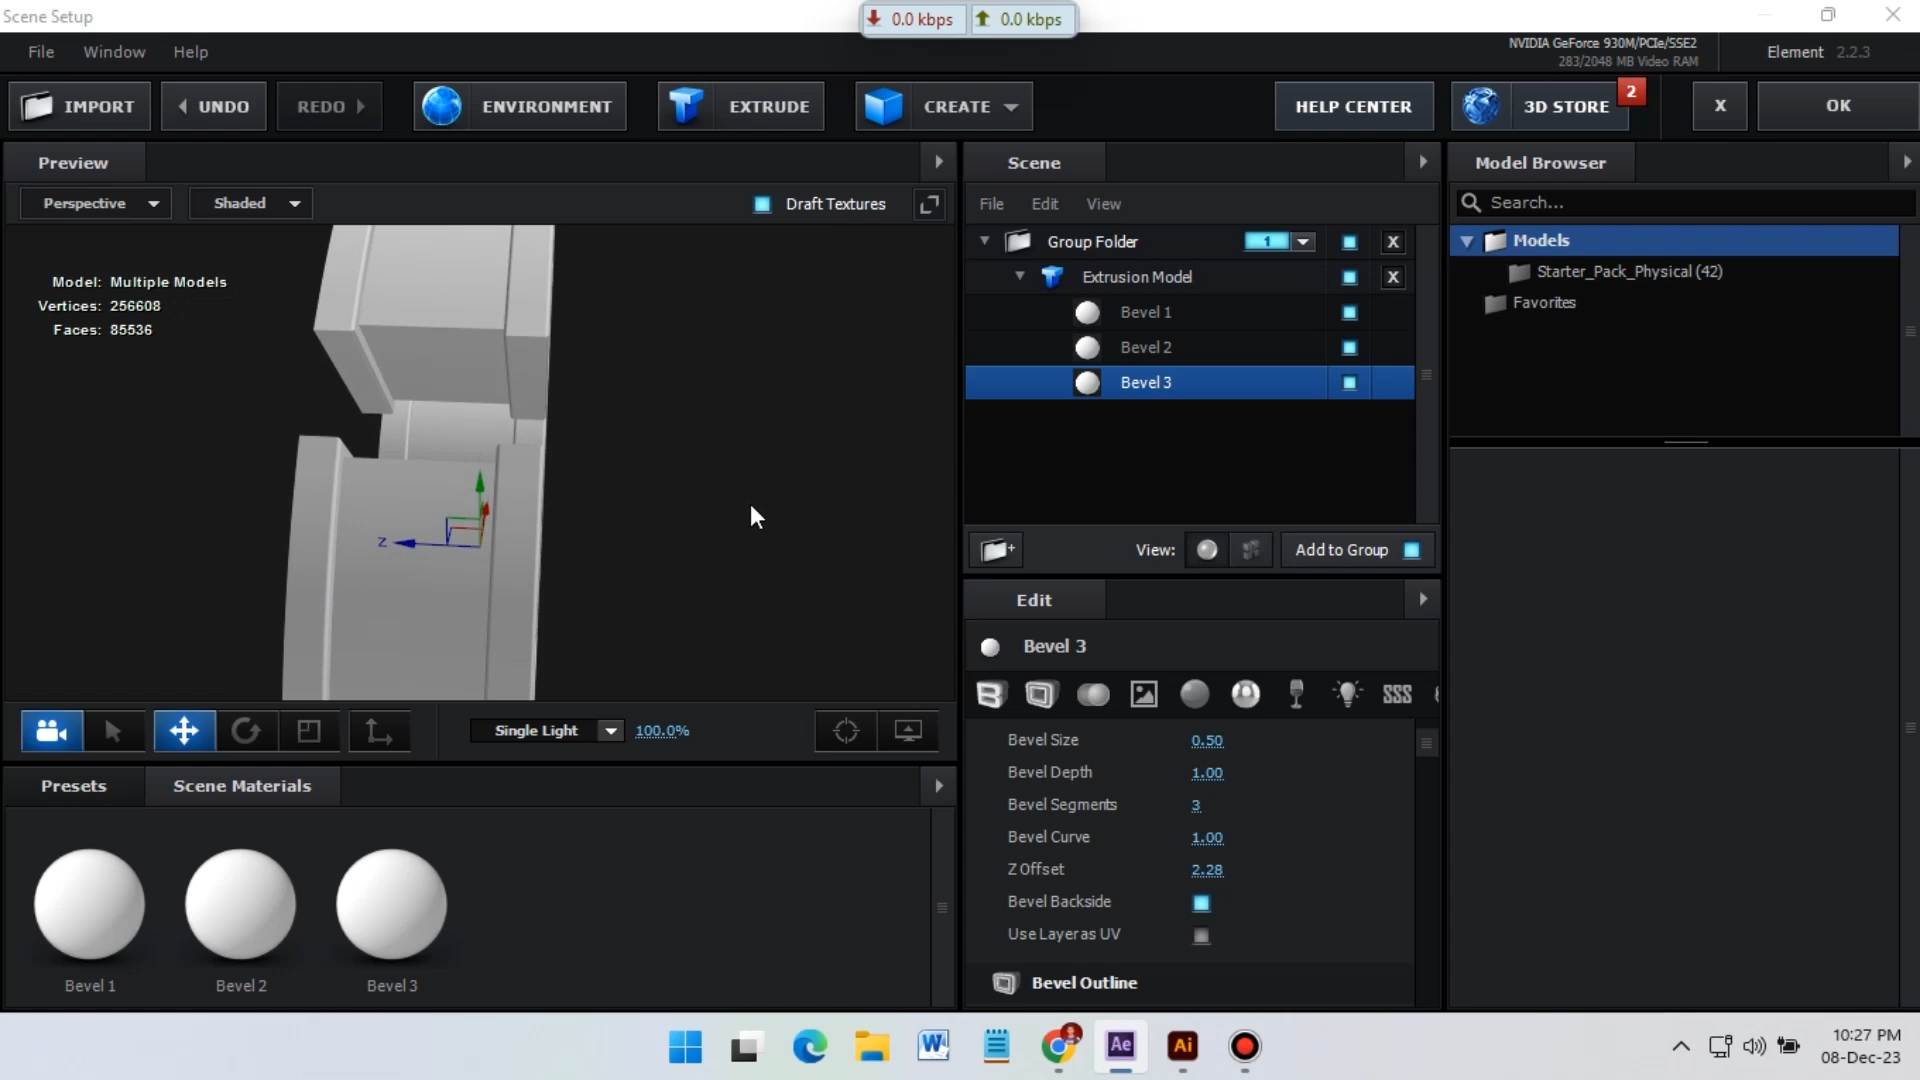 Scene Setup
0.0 kbps
0.0 kbps
File
Window
Help
NVIDIA GeForce 930M/PCIe/SSE2
283/2048 MB Video RAM
Element 2.2.3
IMPORT
UNDO
REDO
ENVIRONMENT
EXTRUDE
CREATE
HELP CENTER
3D STORE
2
X
OK
Preview
Perspective
Shaded
Draft Textures
Model: Multiple Models
Vertices: 256608
Faces: 85536
Z
Single Light
100.0%
Presets
Scene Materials
Bevel 1
Bevel 2
Bevel 3
Scene
File
Edit
View
Group Folder
1
X
Extrusion Model
X
Bevel 1
Bevel 2
Bevel 3
View:
Add to Group
Edit
Bevel 3
Bevel Size 0.50
Bevel Depth 1.00
Bevel Segments 3
Bevel Curve 1.00
Z Offset 2.28
Bevel Backside
Use Layer as UV
Bevel Outline
Model Browser
Search...
Models
Starter_Pack_Physical (42)
Favorites
W
Ae
Ai
10:27 PM
08-Dec-23